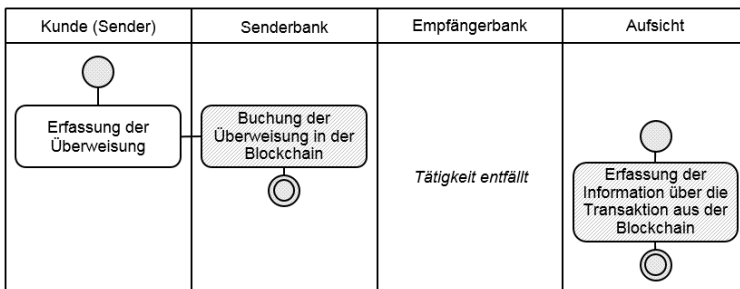 Kunde (Sender)
Senderbank
Empfängerbank
Aufsicht
Erfassung der
Überweisung
Buchung der
Überweisung in der
Blockchain
Tätigkeit entfällt
Erfassung der
Information über die
Transaktion aus der
Blockchain